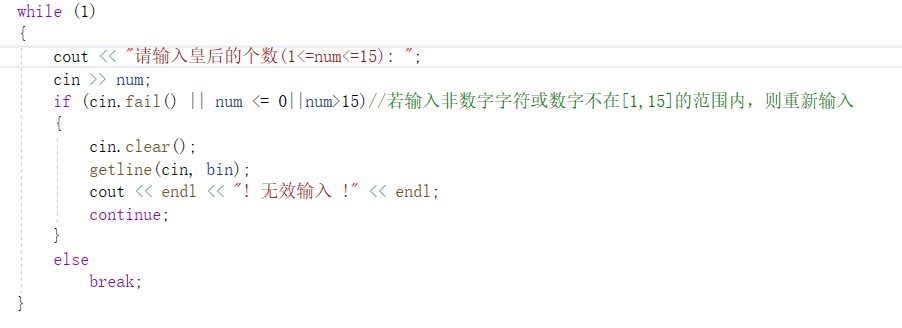 while (1)
{
cout << "请输入皇后的个数(1<=num<=15): ";
cin >> num;
if (cin.fail() || num <= 0||num>15)//若输入非数字字符或数字不在[1,15]的范围内，则重新输入
{
cin.clear();
getline(cin, bin);
cout << endl << "! 无效输入 !" << endl;
continue;
}
else
break;
}